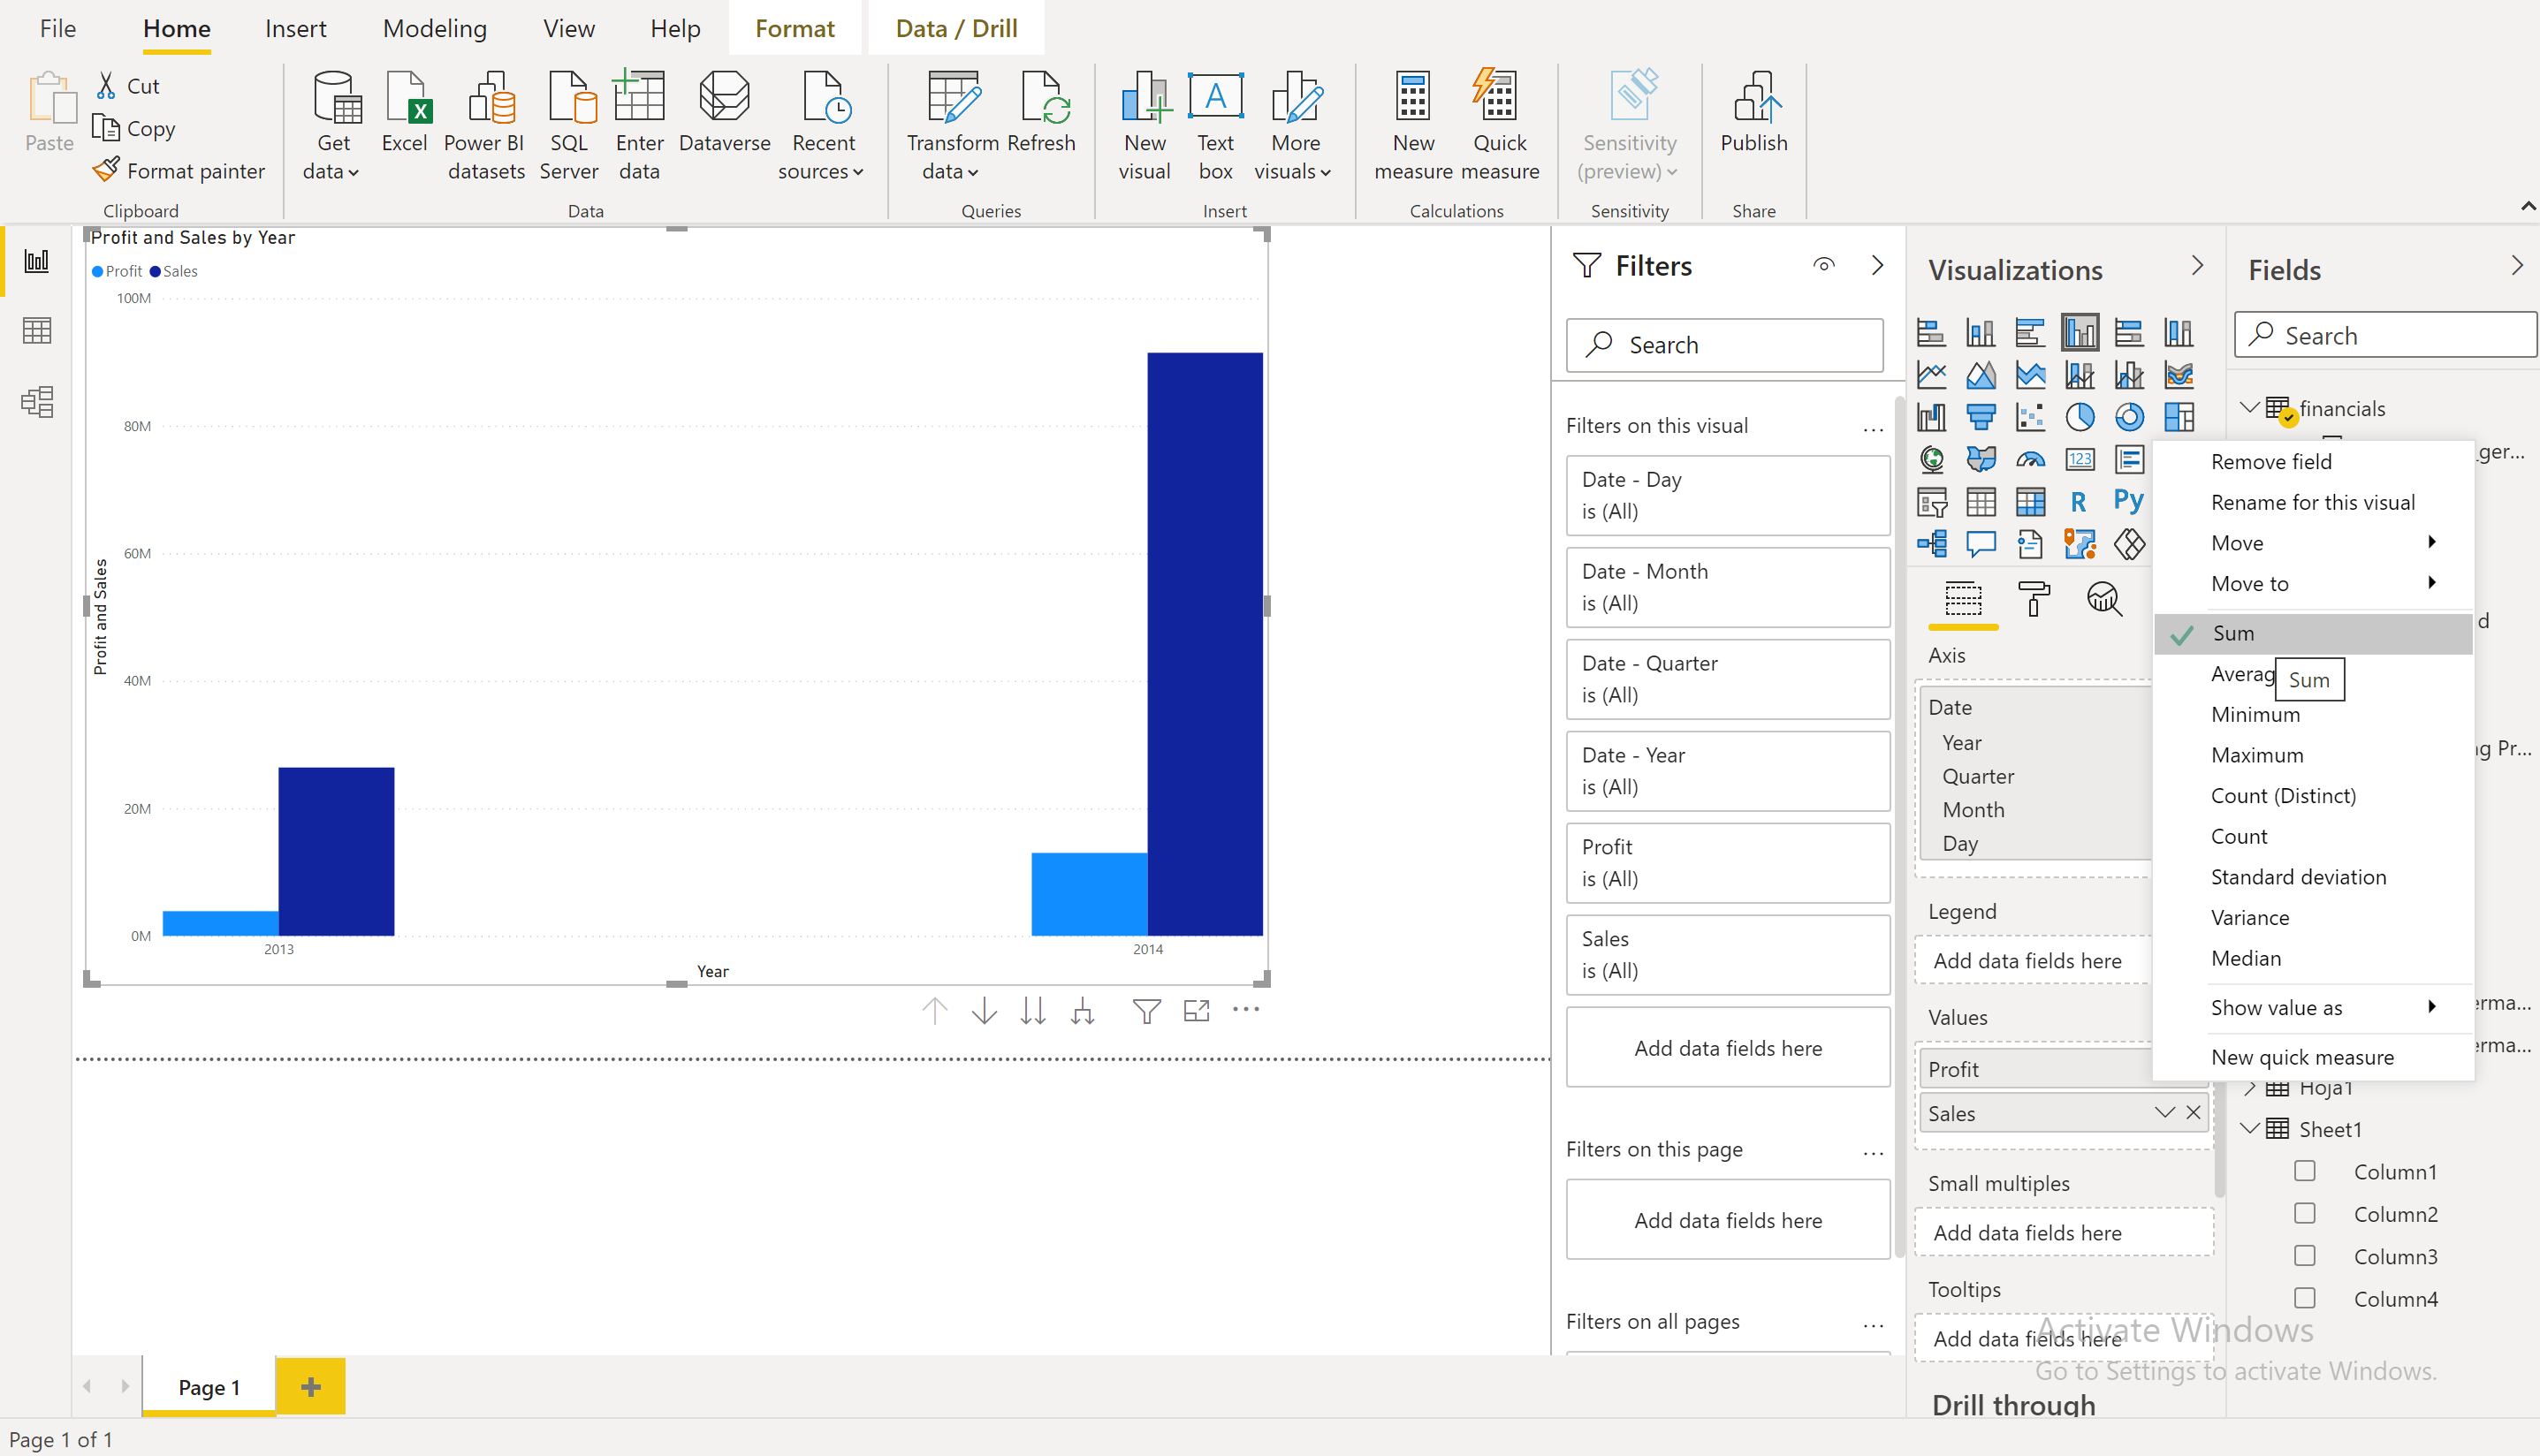 File Home Insert Modeling View Help Format Data / Drill
Paste
Cut
Copy
Format painter
Clipboard
Get data
Excel
Power BI datasets
SQL Server
Enter data
Dataverse
Recent sources
Data
Transform data
Refresh
Queries
New visual
Text box
More visuals
Insert
New measure
Quick measure
Calculations
Sensitivity (preview)
Sensitivity
Publish
Share
Profit and Sales by Year
Profit Sales
100M
80M
60M
40M
20M
0M
Profit and Sales
2013 2014
Year
Filters
Search
Filters on this visual ...
Date - Day
is (All)
Date - Month
is (All)
Date - Quarter
is (All)
Date - Year
is (All)
Profit
is (All)
Sales
is (All)
Add data fields here
Filters on this page ...
Add data fields here
Filters on all pages ...
Visualizations
123
R Py
Axis
Date
Year
Quarter
Month
Day
Legend
Add data fields here
Values
Profit
Sales
Small multiples
Add data fields here
Tooltips
Add data fields here
Drill through
Remove field
Rename for this visual
Move
Move to
Sum
Averag
Sum
Minimum
Maximum
Count (Distinct)
Count
Standard deviation
Variance
Median
Show value as
New quick measure
Fields
Search
financials
_ger...
d
g Pr...
erma...
erma...
Hoja1
Sheet1
Column1
Column2
Column3
Column4
Activate Windows
Go to Settings to activate Windows.
Page 1
Page 1 of 1